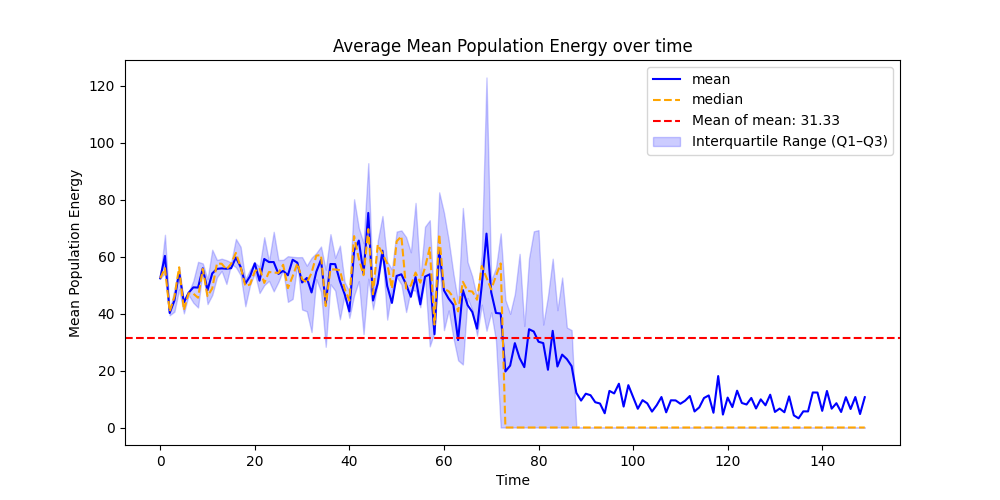 Average Mean Population Energy over time
mean
median
Mean of mean: 31.33
Interquartile Range (Q1–Q3)
Mean Population Energy
120
100
80
60
40
20
0
0 20 40 60 80 100 120 140
Time